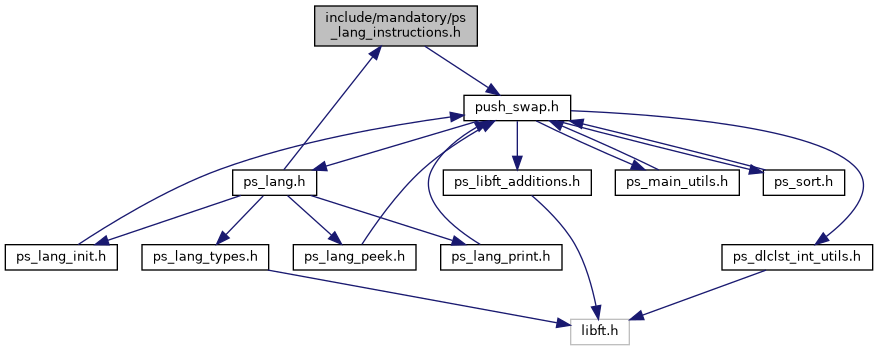 include/mandatory/ps
_lang_instructions.h
push_swap.h
ps_lang.h
ps_libft_additions.h
ps_main_utils.h
ps_sort.h
ps_lang_init.h
ps_lang_types.h
ps_lang_peek.h
ps_lang_print.h
ps_dlclst_int_utils.h
libft.h